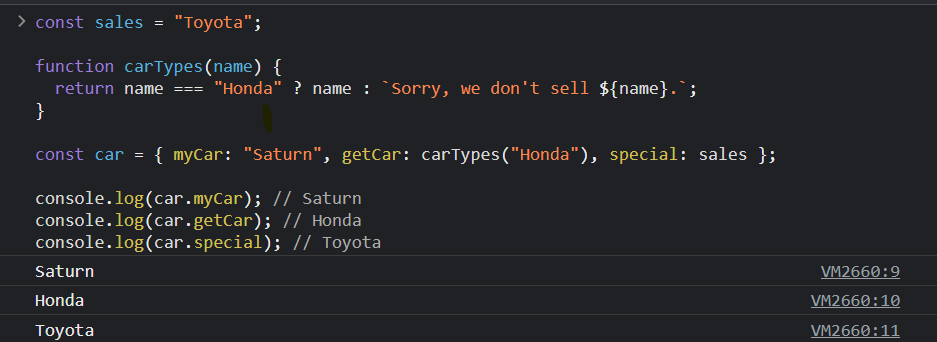 > const sales = "Toyota";
function carTypes(name) {
  return name === "Honda" ? name : `Sorry, we don't sell ${name}.`;
}
const car = { myCar: "Saturn", getCar: carTypes("Honda"), special: sales };
console.log(car.myCar); // Saturn
console.log(car.getCar); // Honda
console.log(car.special); // Toyota
Saturn VM2660:9
Honda VM2660:10
Toyota VM2660:11